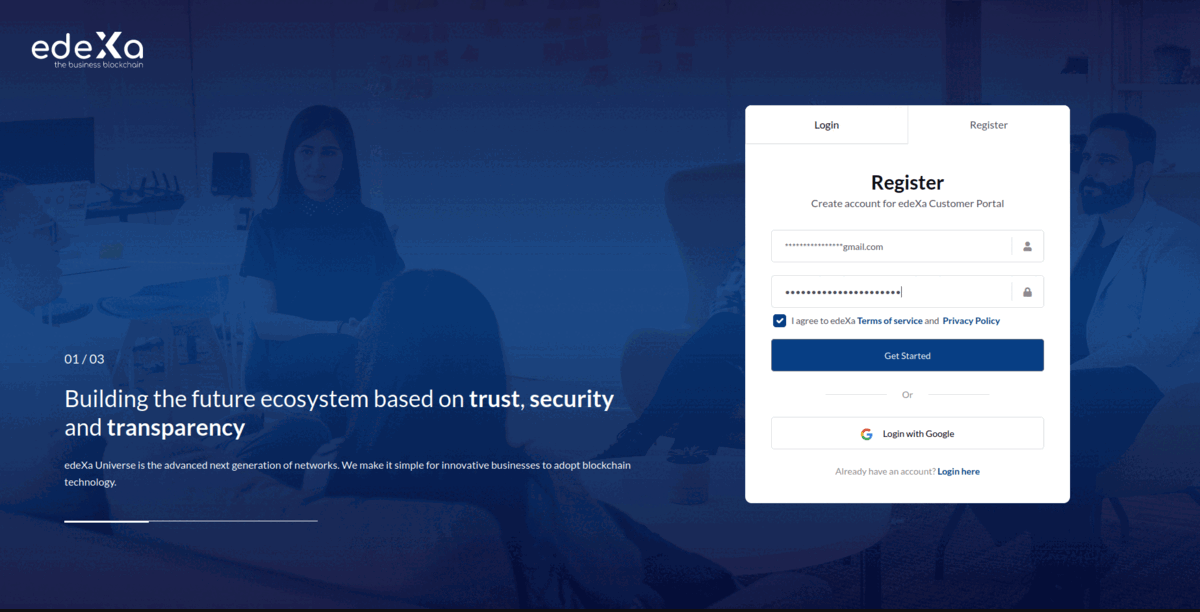 edeXa
the business blockchain
01 / 03
Building the future ecosystem based on trust, security
and transparency
edeXa Universe is the advanced next generation of networks. We make it simple for innovative businesses to adopt blockchain
technology.
Login
Register
Register
Create account for edeXa Customer Portal
****************gmail.com
••••••••••••••••••••••
I agree to edeXa Terms of service and Privacy Policy
Get Started
Or
Login with Google
Already have an account? Login here